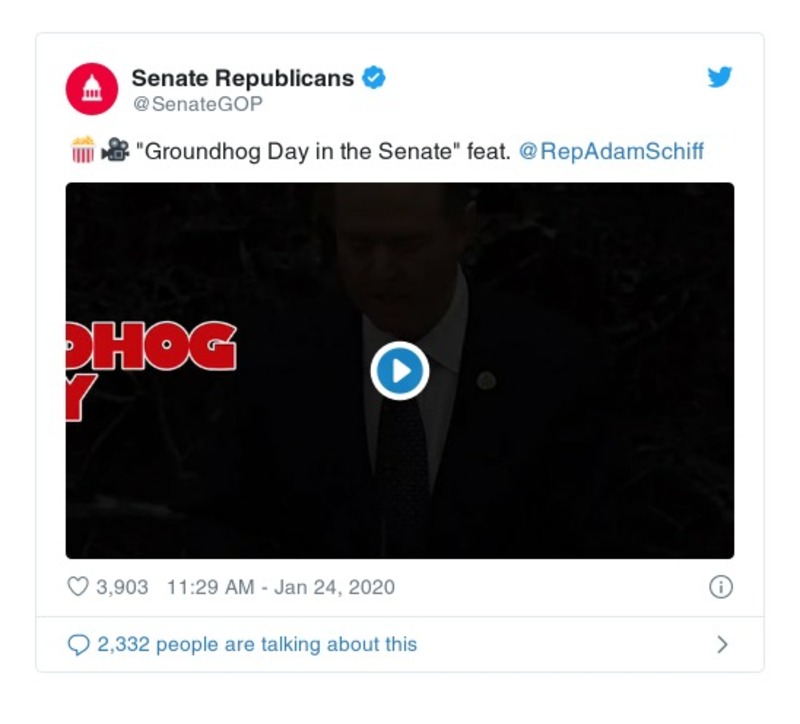 Senate Republicans
@SenateGOP
"Groundhog Day in the Senate" feat. @RepAdamSchiff
DHOG
Y
3,903 11:29 AM - Jan 24, 2020
2,332 people are talking about this